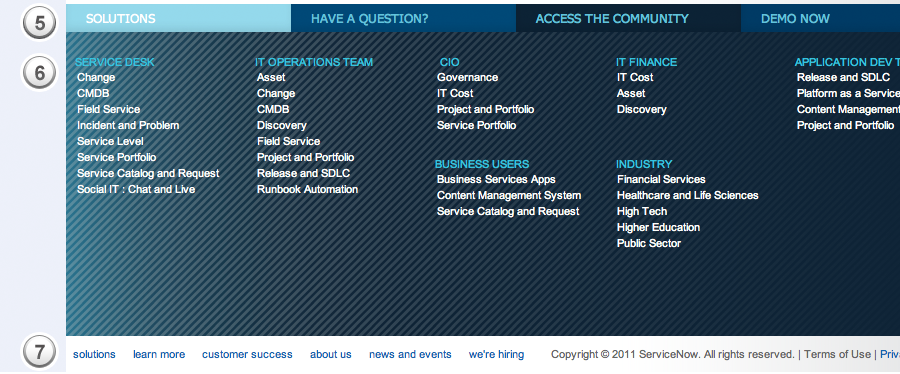 5
SOLUTIONS
HAVE A QUESTION?
ACCESS THE COMMUNITY
DEMO NOW
6
SERVICE DESK
Change
CMDB
Field Service
Incident and Problem
Service Level
Service Portfolio
Service Catalog and Request
Social IT : Chat and Live
IT OPERATIONS TEAM
Asset
Change
CMDB
Discovery
Field Service
Project and Portfolio
Release and SDLC
Runbook Automation
CIO
Governance
IT Cost
Project and Portfolio
Service Portfolio
BUSINESS USERS
Business Services Apps
Content Management System
Service Catalog and Request
IT FINANCE
IT Cost
Asset
Discovery
INDUSTRY
Financial Services
Healthcare and Life Sciences
High Tech
Higher Education
Public Sector
APPLICATION DEV T
Release and SDLC
Platform as a Service
Content Management
Project and Portfolio
7
solutions learn more customer success about us news and events we're hiring Copyright © 2011 ServiceNow. All rights reserved. | Terms of Use | Priv